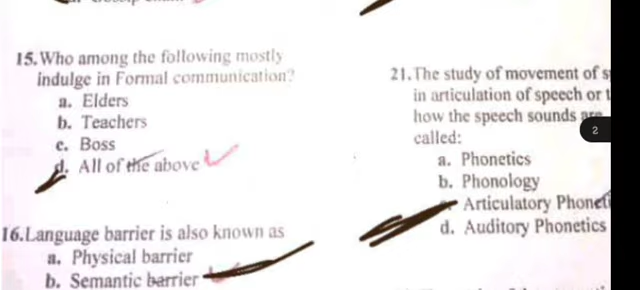 15. Who among the following mostly
indulge in Formal communication?
a. Elders
b. Teachers
c. Boss
d. All of the above
16. Language barrier is also known as
a. Physical barrier
b. Semantic barrier
21. The study of movement of
in articulation of speech or
how the speech sounds are
called:
a. Phonetics
b. Phonology
Articulatory
d. Auditory Phonetics
2